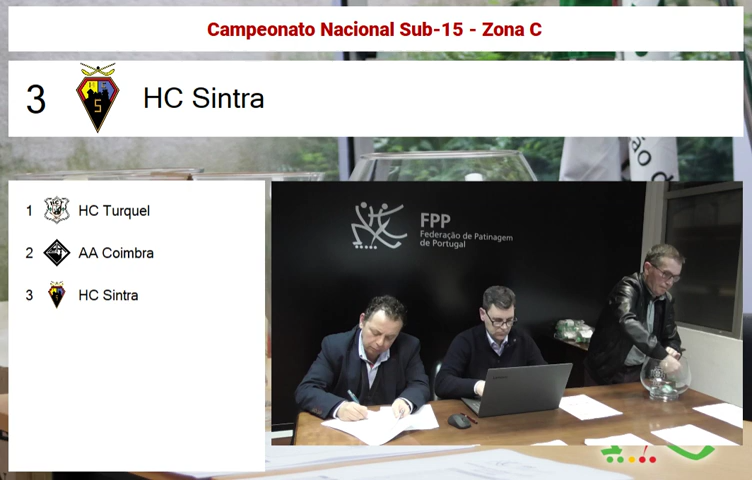 Campeonato Nacional Sub-15 - Zona C
3 HC Sintra
1 HC Turquel
2 AA Coimbra
3 HC Sintra
FPP
Federação de Patinagem
de Portugal